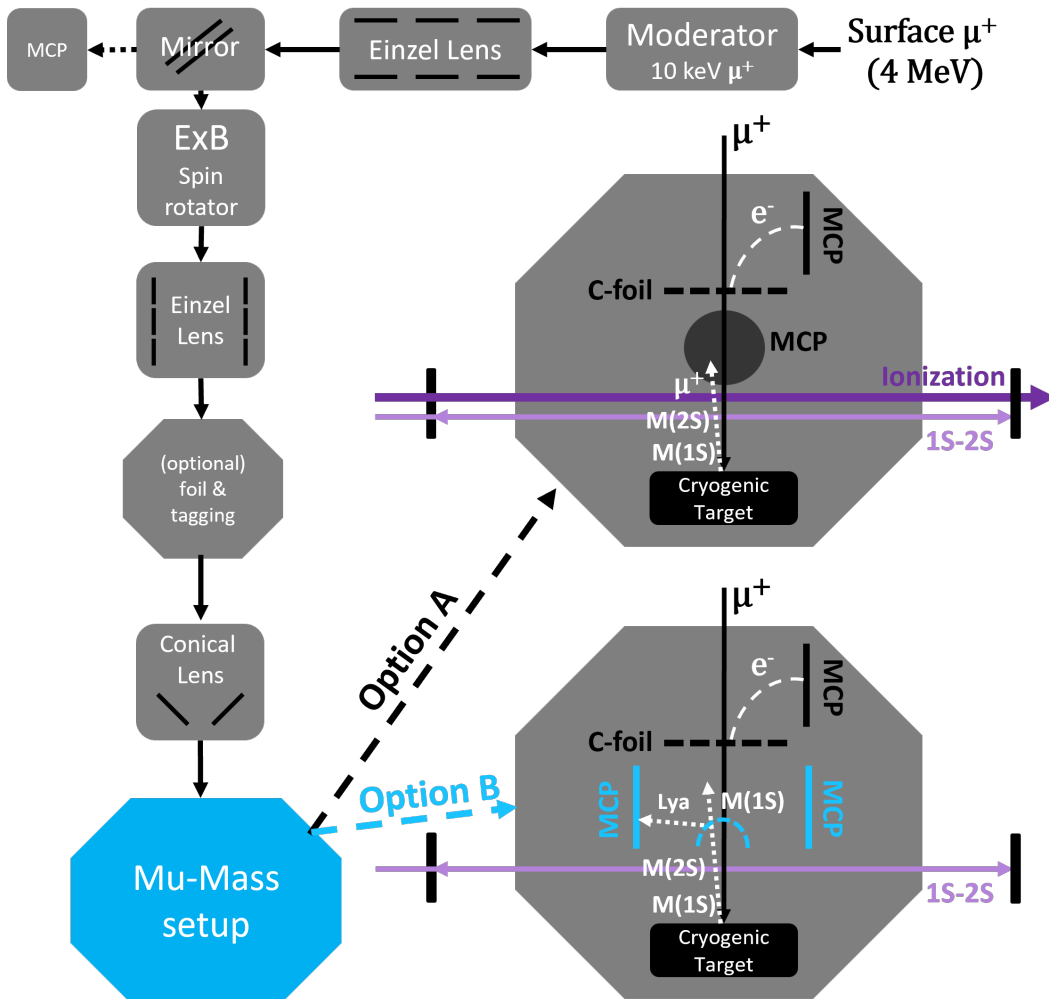 MCP
Mirror
Einzel Lens
Moderator
10 keV μ⁺
Surface μ⁺
(4 MeV)
ExB
Spin
rotator
Einzel
Lens
(optional)
foil &
tagging
Conical
Lens
Mu-Mass
setup
Option A
Option B
μ⁺
e⁻
MCP
C-foil
MCP
Ionization
μ⁺
M(2S)
1S-2S
M(1S)
Cryogenic
Target
μ⁺
e⁻
MCP
C-foil
MCP
Lya
M(1S)
MCP
M(2S)
1S-2S
M(1S)
Cryogenic
Target